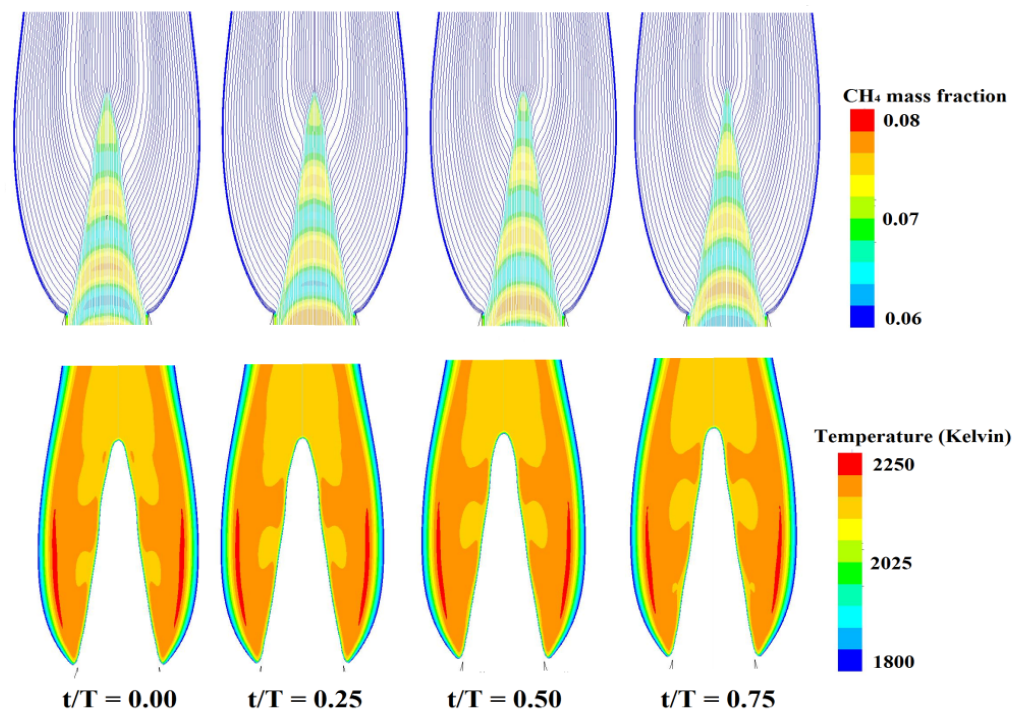 CH₄ mass fraction
0.08
0.07
0.06
Temperature (Kelvin)
2250
2025
1800
t/T = 0.00
t/T = 0.25
t/T = 0.50
t/T = 0.75